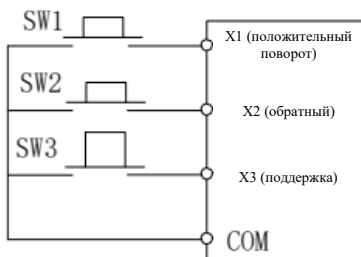 SW1
X1 (положительный
поворот)
SW2
X2 (обратный)
SW3
X3 (поддержка)
COM